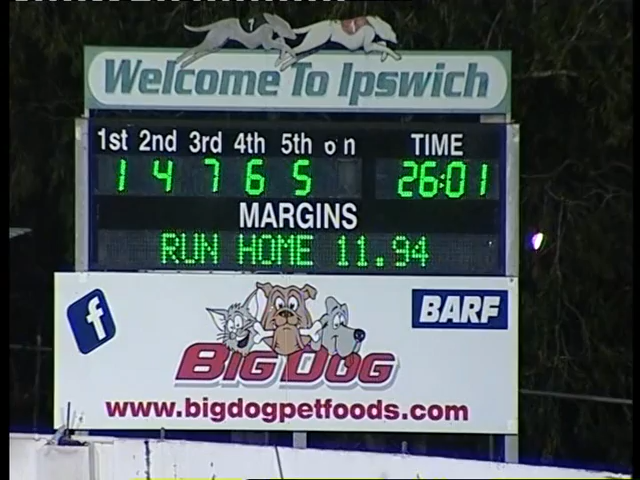 Welcome To Ipswich
1st 2nd 3rd 4th 5th on TIME
1 4 7 6 5 26:01
MARGINS
RUN HOME 11.94
f
BARF
BIG DOG
www.bigdogpetfoods.com